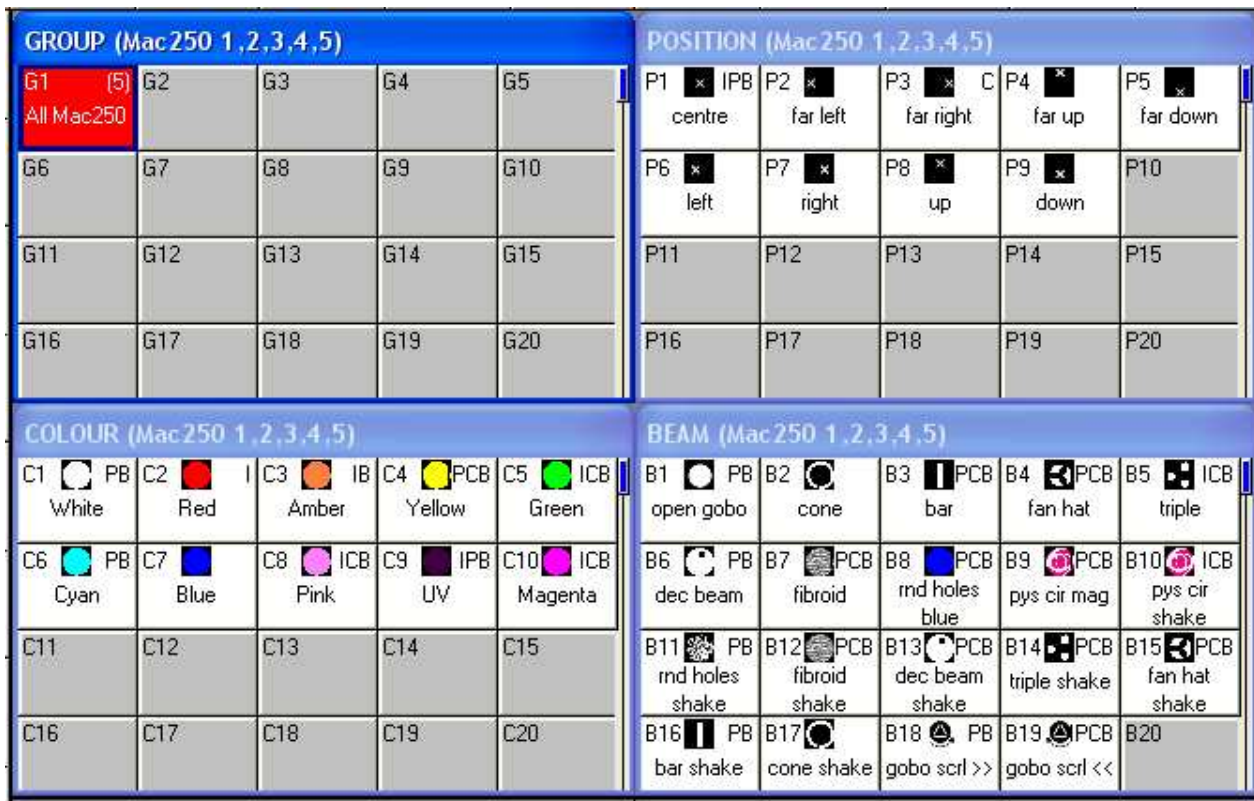 GROUP (Mac250 1,2,3,4,5)
G1 (5) G2 G3 G4 G5
All Mac250
G6 G7 G8 G9 G10
G11 G12 G13 G14 G15
G16 G17 G18 G19 G20
POSITION (Mac250 1,2,3,4,5)
P1 IPB P2 P3 C P4 P5
centre far left far right far up far down
P6 P7 P8 P9 P10
left right up down
P11 P12 P13 P14 P15
P16 P17 P18 P19 P20
COLOUR (Mac250 1,2,3,4,5)
C1 PB C2 I C3 IB C4 PCB C5 ICB
White Red Amber Yellow Green
C6 PB C7 C8 ICB C9 IPB C10 ICB
Cyan Blue Pink UV Magenta
C11 C12 C13 C14 C15
C16 C17 C18 C19 C20
BEAM (Mac250 1,2,3,4,5)
B1 PB B2 B3 PCB B4 PCB B5 ICB
open gobo cone bar fan hat triple
B6 PB B7 PCB B8 PCB B9 PCB B10 ICB
dec beam fibroid rnd holes pys cir mag pys cir
blue shake
B11 PB B12 PCB B13 PCB B14 PCB B15 PCB
rnd holes fibroid dec beam triple shake fan hat
shake shake shake shake
B16 PB B17 B18 PB B19 PCB B20
bar shake cone shake gobo scrl >> gobo scrl <<